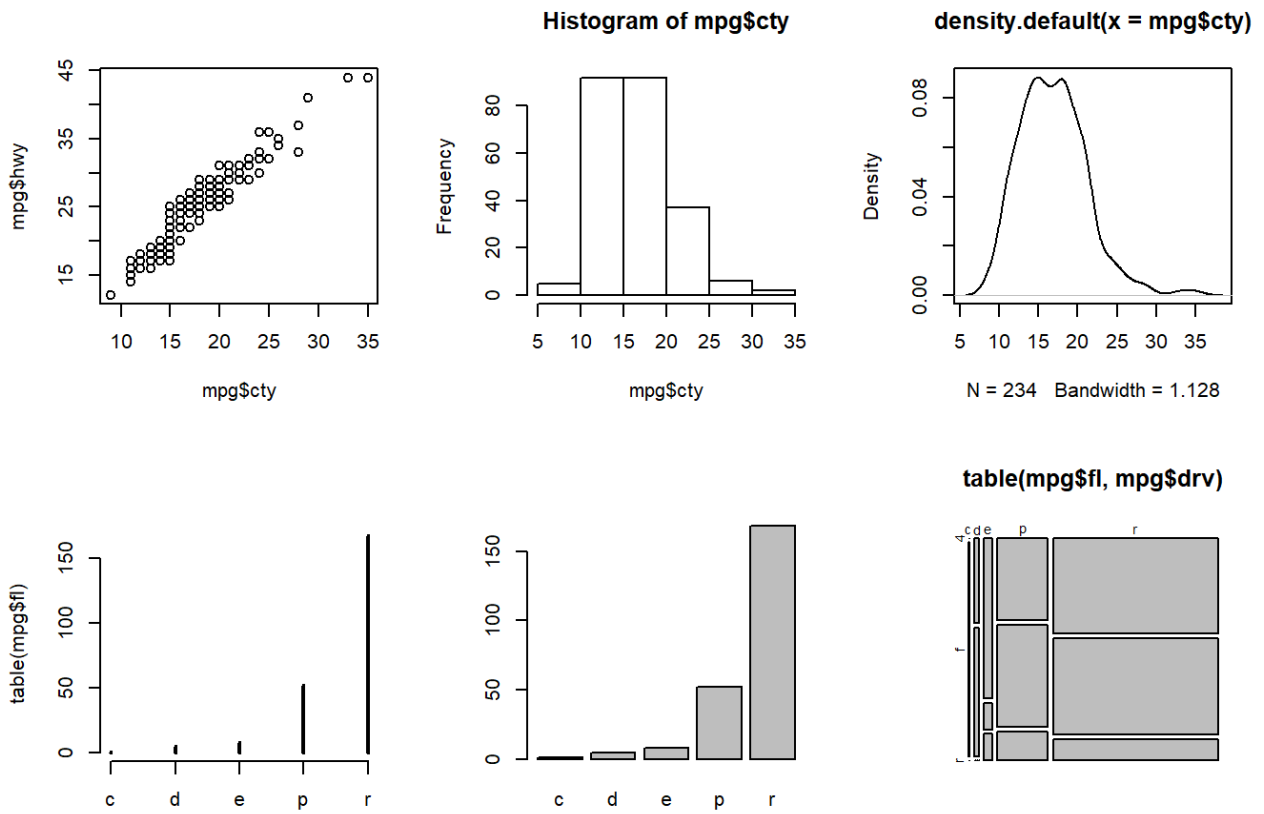 Histogram of mpg$cty
density.default(x = mpg$cty)
mpg$hwy
45
35
25
15
10 15 20 25 30 35
mpg$cty
Frequency
80
60
40
20
0
5 10 15 20 25 30 35
mpg$cty
Density
0.08
0.04
0.00
5 10 15 20 25 30 35
N = 234 Bandwidth = 1.128
table(mpg$fl, mpg$drv)
table(mpg$fl)
150
100
50
0
c d e p r
150
100
50
0
c d e p r
c d e p r
4
f
r